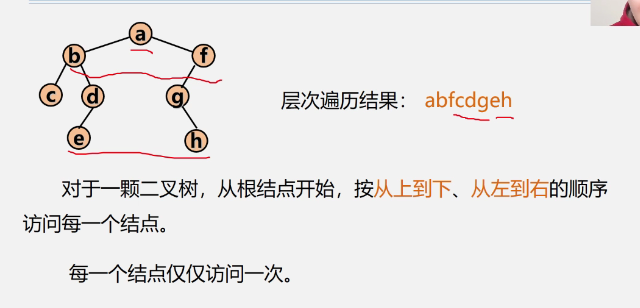 a
b f
c d g
层次遍历结果： abfcdgeh
e h
对于一颗二叉树，从根结点开始，按从上到下、从左到右的顺序
访问每一个结点。
每一个结点仅仅访问一次。